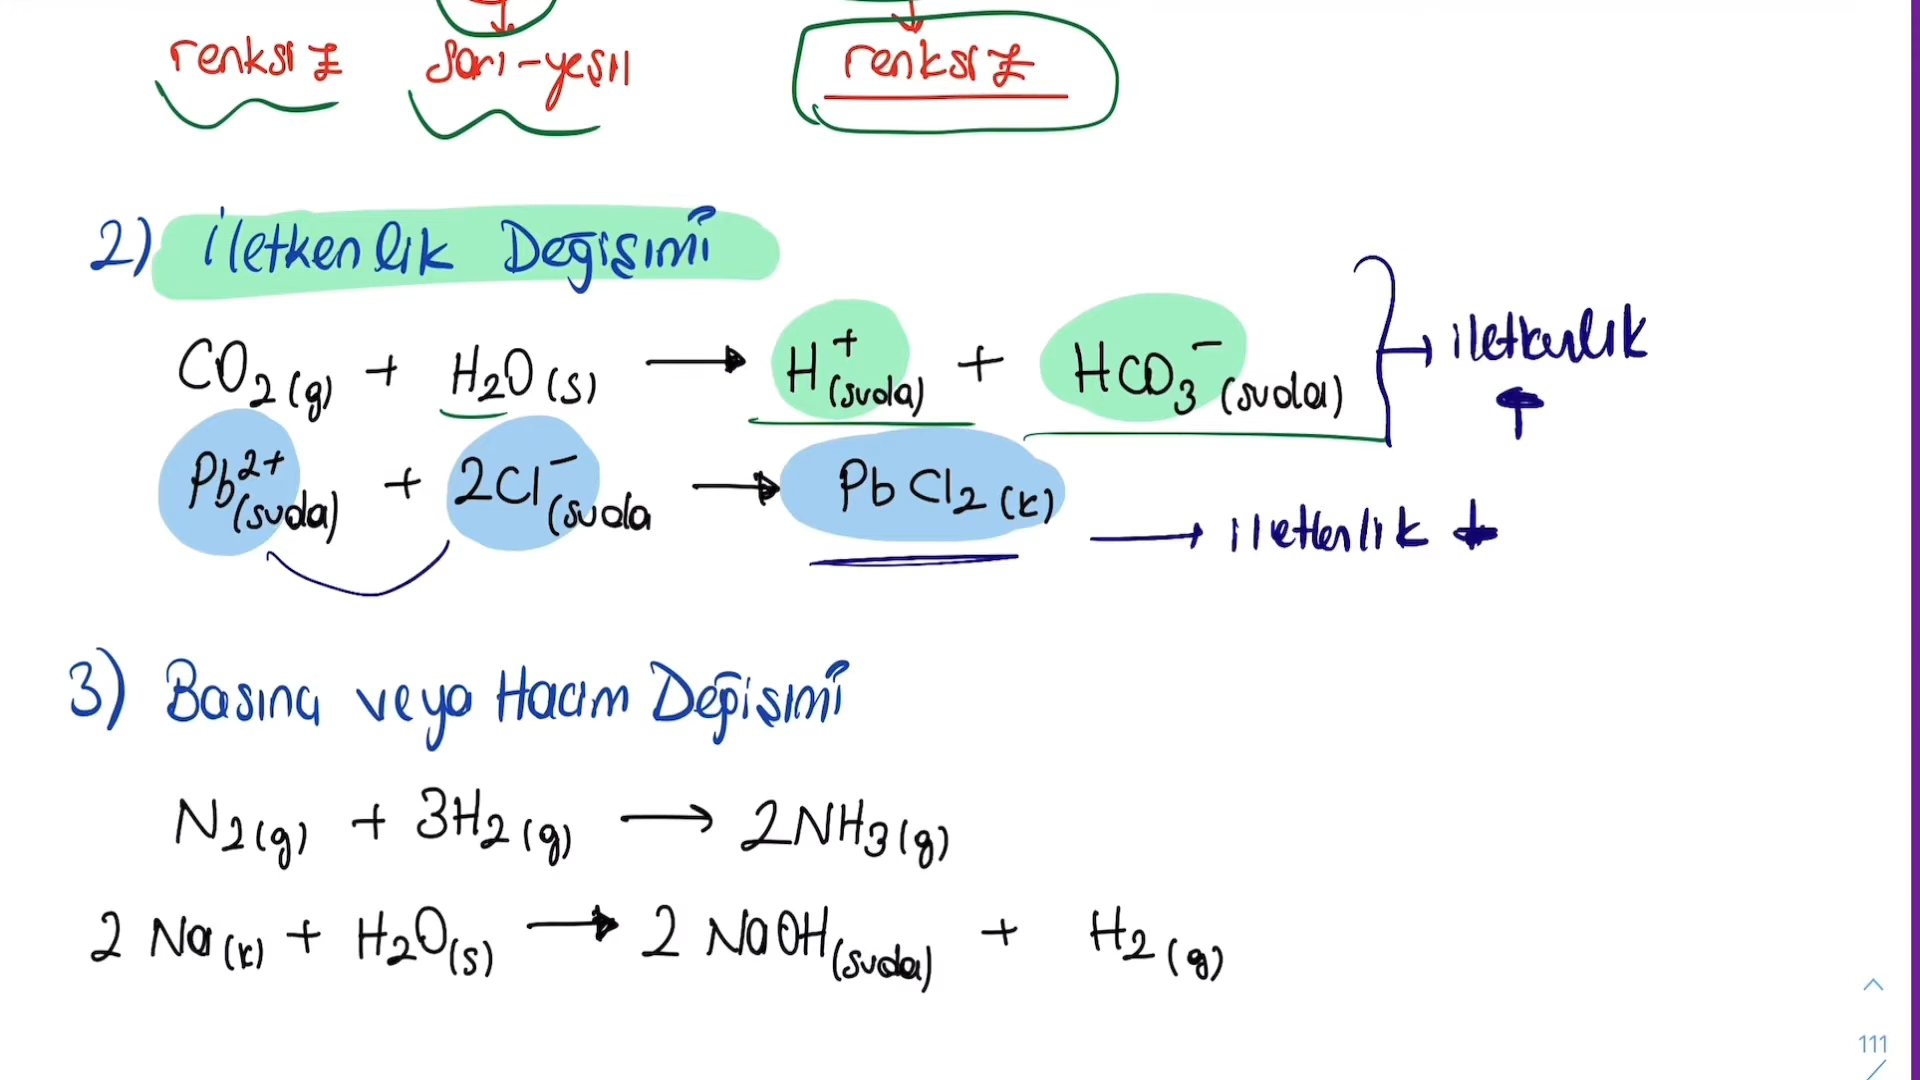 renksiz sarı-yeşil renksiz
2) İletkenlik Değişimi
CO₂(g) + H₂O(s) → H⁺(suda) + HCO₃⁻(suda) → iletkenlik ↑
Pb²⁺(suda) + 2Cl⁻(suda → PbCl₂(k) → iletkenlik ↓
3) Basınç veya Hacim Değişimi
N₂(g) + 3H₂(g) → 2NH₃(g)
2 Na(k) + H₂O(s) → 2 NaOH(suda) + H₂(g)
111